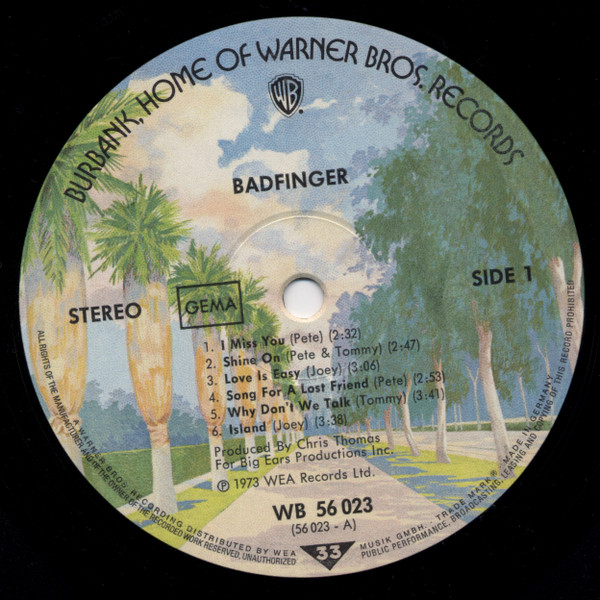 BURBANK, HOME OF WARNER BROS. RECORDS
WB
BADFINGER
STEREO
GEMA
SIDE 1
1. I Miss You (Pete) (2:32)
2. Shine On (Pete & Tommy) (2:47)
3. Love Is Easy (Joey) (3:06)
4. Song For A Lost Friend (Pete) (2:53)
5. Why Don't We Talk (Tommy) (3:41)
6. Island (Joey) (3:38)
Produced By Chris Thomas
For Big Ears Productions Inc.
℗ 1973 WEA Records Ltd.
WB 56 023
(56 023 - A)
33
A WARNER BROS. RECORDING DISTRIBUTED BY WEA MUSIK GMBH. · TRADE MARK® · MADE IN GERMANY
ALL RIGHTS OF THE MANUFACTURER AND OF THE OWNER OF THE RECORDED WORK RESERVED, UNAUTHORIZED PUBLIC PERFORMANCE, BROADCASTING, LEASING AND COPYING OF THIS RECORD PROHIBITED